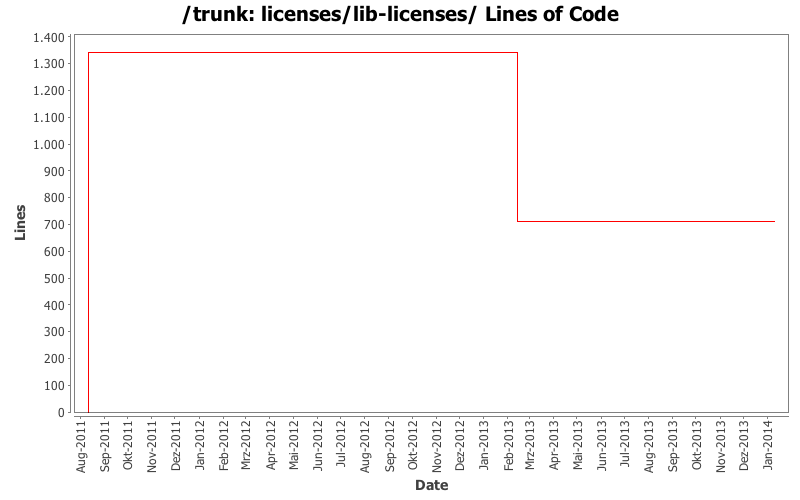 /trunk: licenses/lib-licenses/ Lines of Code
Lines
1.400
1.300
1.200
1.100
1.000
900
800
700
600
500
400
300
200
100
0
Aug-2011
Sep-2011
Okt-2011
Nov-2011
Dez-2011
Jan-2012
Feb-2012
Mrz-2012
Apr-2012
Mai-2012
Jun-2012
Jul-2012
Aug-2012
Sep-2012
Okt-2012
Nov-2012
Dez-2012
Jan-2013
Feb-2013
Mrz-2013
Apr-2013
Mai-2013
Jun-2013
Jul-2013
Aug-2013
Sep-2013
Okt-2013
Nov-2013
Dez-2013
Jan-2014
Date